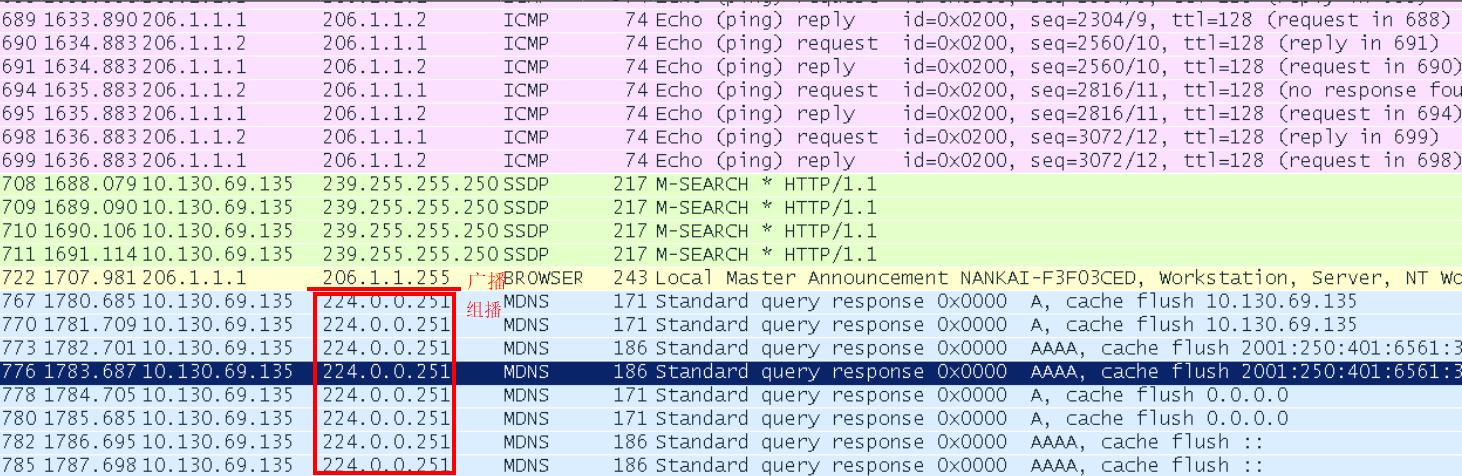 689 1633.890 206.1.1.1 206.1.1.2 ICMP 74 Echo (ping) reply id=0x0200, seq=2304/9, ttl=128 (request in 688)
690 1634.883 206.1.1.2 206.1.1.1 ICMP 74 Echo (ping) request id=0x0200, seq=2560/10, ttl=128 (reply in 691)
691 1634.883 206.1.1.1 206.1.1.2 ICMP 74 Echo (ping) reply id=0x0200, seq=2560/10, ttl=128 (request in 690)
694 1635.883 206.1.1.2 206.1.1.1 ICMP 74 Echo (ping) request id=0x0200, seq=2816/11, ttl=128 (no response fou
695 1635.883 206.1.1.1 206.1.1.2 ICMP 74 Echo (ping) reply id=0x0200, seq=2816/11, ttl=128 (request in 694)
698 1636.883 206.1.1.2 206.1.1.1 ICMP 74 Echo (ping) request id=0x0200, seq=3072/12, ttl=128 (reply in 699)
699 1636.883 206.1.1.1 206.1.1.2 ICMP 74 Echo (ping) reply id=0x0200, seq=3072/12, ttl=128 (request in 698)
708 1688.079 10.130.69.135 239.255.255.250 SSDP 217 M-SEARCH * HTTP/1.1
709 1689.090 10.130.69.135 239.255.255.250 SSDP 217 M-SEARCH * HTTP/1.1
710 1690.106 10.130.69.135 239.255.255.250 SSDP 217 M-SEARCH * HTTP/1.1
711 1691.114 10.130.69.135 239.255.255.250 SSDP 217 M-SEARCH * HTTP/1.1
722 1707.981 206.1.1.1 206.1.1.255 广播 BROWSER 243 Local Master Announcement NANKAI-F3F03CED, Workstation, Server, NT Wo
767 1780.685 10.130.69.135 224.0.0.251 组播 MDNS 171 Standard query response 0x0000 A, cache flush 10.130.69.135
770 1781.709 10.130.69.135 224.0.0.251 MDNS 171 Standard query response 0x0000 A, cache flush 10.130.69.135
773 1782.701 10.130.69.135 224.0.0.251 MDNS 186 Standard query response 0x0000 AAAA, cache flush 2001:250:401:6561:3
776 1783.687 10.130.69.135 224.0.0.251 MDNS 186 Standard query response 0x0000 AAAA, cache flush 2001:250:401:6561:3
778 1784.705 10.130.69.135 224.0.0.251 MDNS 171 Standard query response 0x0000 A, cache flush 0.0.0.0
780 1785.685 10.130.69.135 224.0.0.251 MDNS 171 Standard query response 0x0000 A, cache flush 0.0.0.0
782 1786.695 10.130.69.135 224.0.0.251 MDNS 186 Standard query response 0x0000 AAAA, cache flush ::
785 1787.698 10.130.69.135 224.0.0.251 MDNS 186 Standard query response 0x0000 AAAA, cache flush ::